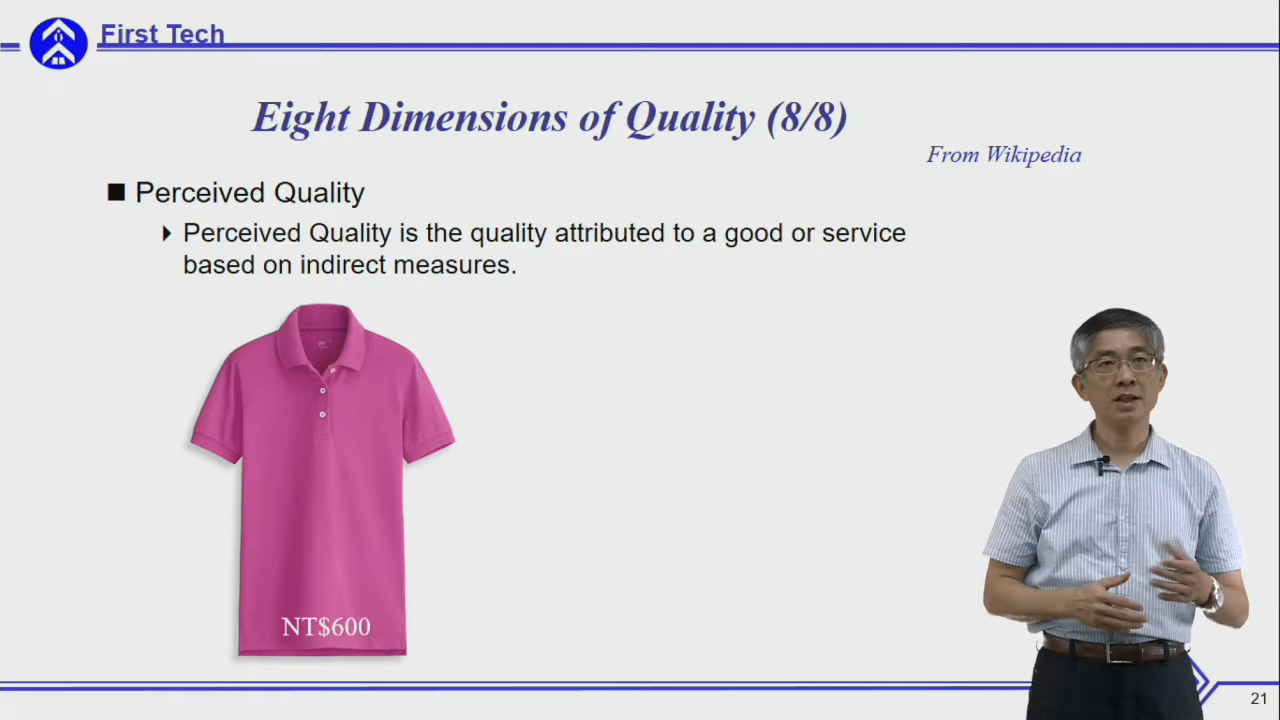 First Tech
Eight Dimensions of Quality (8/8)
From Wikipedia
Perceived Quality
Perceived Quality is the quality attributed to a good or service
based on indirect measures.
NT$600
21